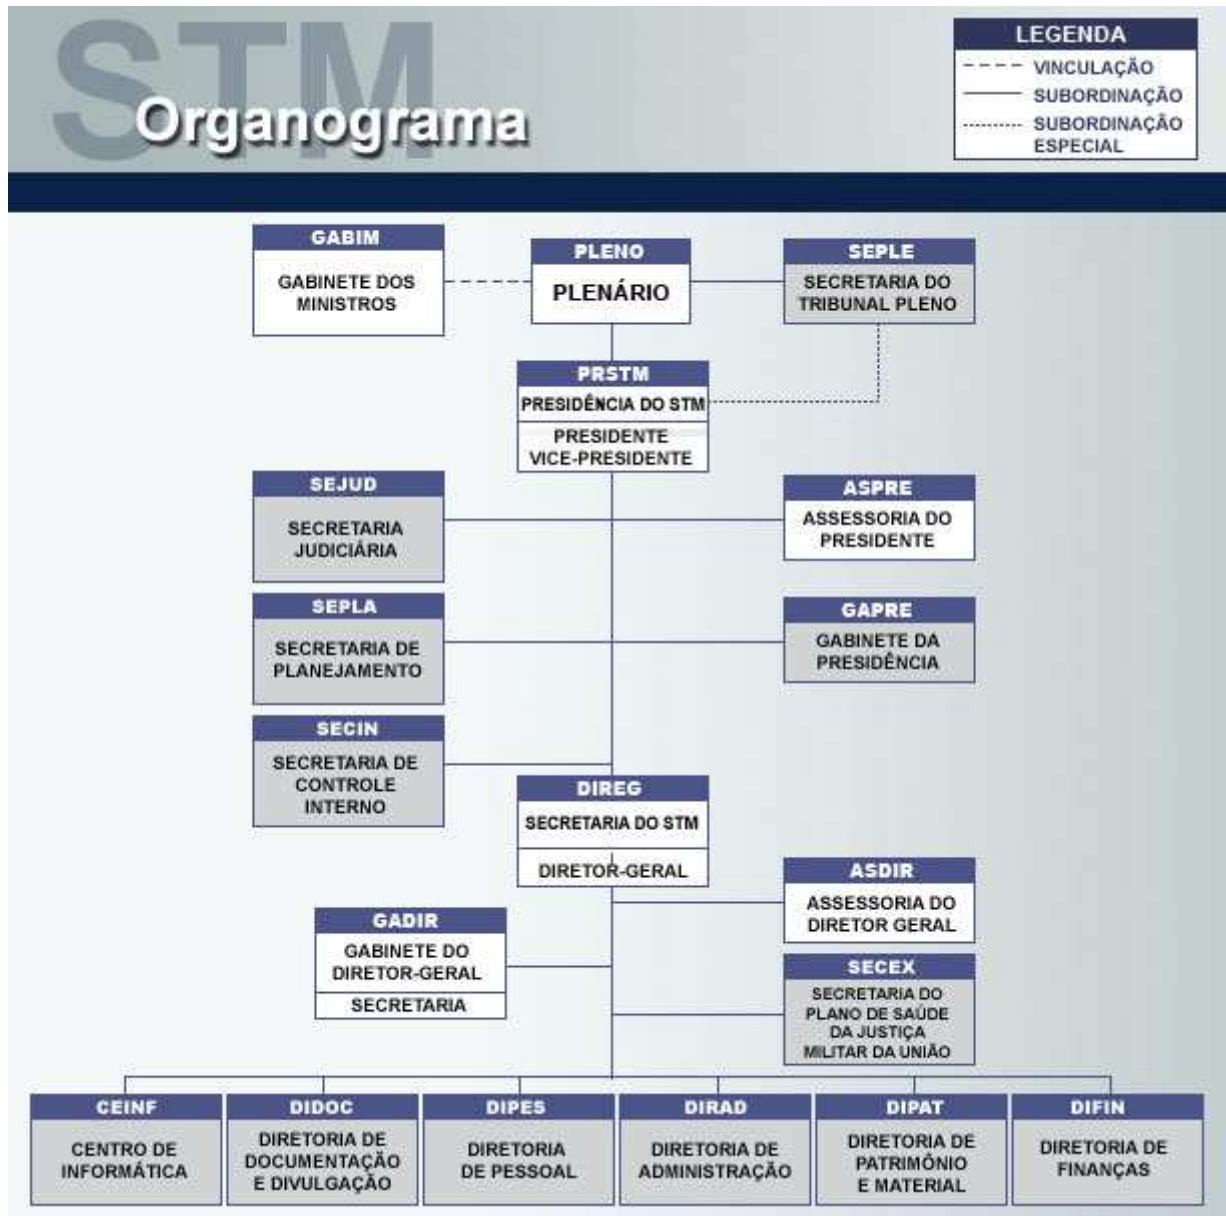 STM
Organograma
LEGENDA
VINCULAÇÃO
SUBORDINAÇÃO
SUBORDINAÇÃO
ESPECIAL
GABIM
GABINETE DOS
MINISTROS
PLENO
PLENÁRIO
SEPLE
SECRETARIA DO
TRIBUNAL PLENO
PRSTM
PRESIDÊNCIA DO STM
PRESIDENTE
VICE-PRESIDENTE
SEJUD
SECRETARIA
JUDICIÁRIA
ASPRE
ASSESSORIA DO
PRESIDENTE
SEPLA
SECRETARIA DE
PLANEJAMENTO
GAPRE
GABINETE DA
PRESIDÊNCIA
SECIN
SECRETARIA DE
CONTROLE
INTERNO
DIREG
SECRETARIA DO STM
DIRETOR-GERAL
ASDIR
ASSESSORIA DO
DIRETOR GERAL
GADIR
GABINETE DO
DIRETOR-GERAL
SECRETARIA
SECEX
SECRETARIA DO
PLANO DE SAÚDE
DA JUSTIÇA
MILITAR DA UNIÃO
CEINF
CENTRO DE
INFORMÁTICA
DIDOC
DIRETORIA DE
DOCUMENTAÇÃO
E DIVULGAÇÃO
DIPES
DIRETORIA
DE PESSOAL
DIRAD
DIRETORIA DE
ADMINISTRAÇÃO
DIPAT
DIRETORIA DE
PATRIMÔNIO
E MATERIAL
DIFIN
DIRETORIA DE
FINANÇAS